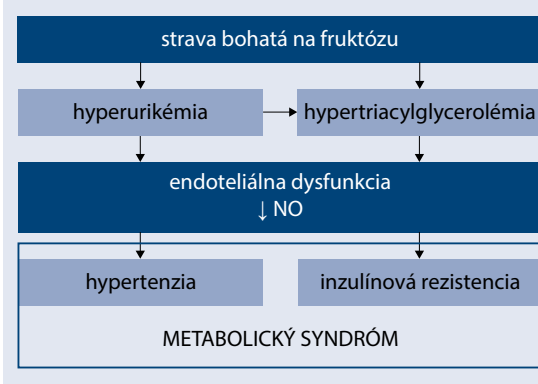 strava bohatá na fruktózu
hyperurikémia
hypertriacylglycerolémia
endoteliálna dysfunkcia
↓ NO
hypertenzia
inzulínová rezistencia
METABOLICKÝ SYNDRÓM